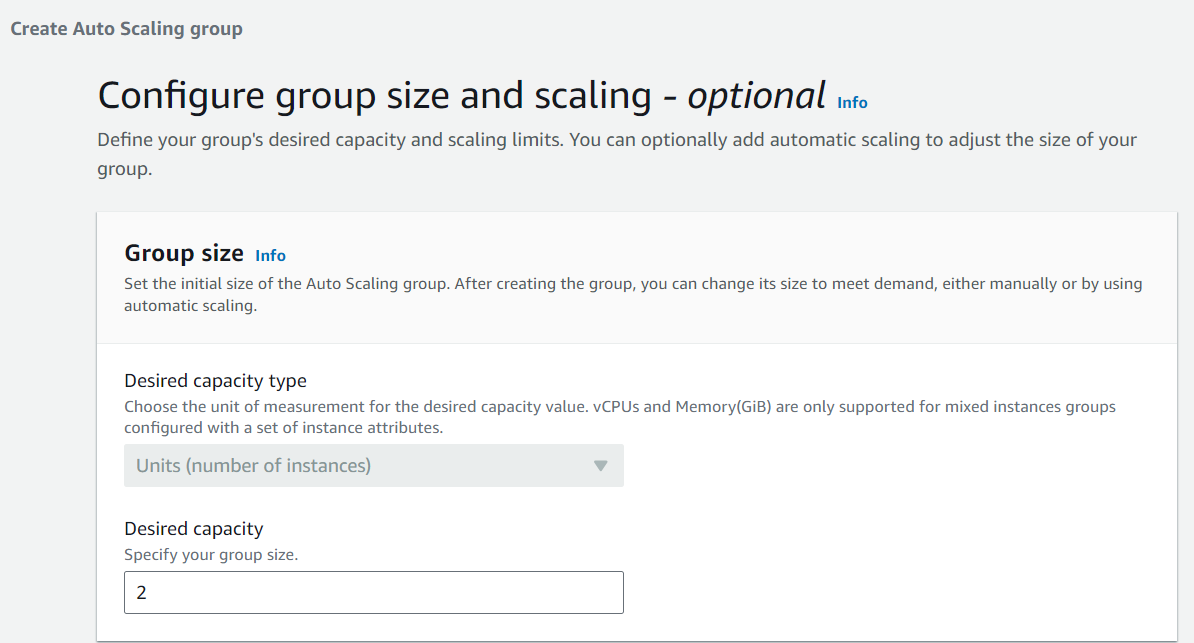 Create Auto Scaling group
Configure group size and scaling - optional Info
Define your group's desired capacity and scaling limits. You can optionally add automatic scaling to adjust the size of your
group.
Group size Info
Set the initial size of the Auto Scaling group. After creating the group, you can change its size to meet demand, either manually or by using
automatic scaling.
Desired capacity type
Choose the unit of measurement for the desired capacity value. vCPUs and Memory(GiB) are only supported for mixed instances groups
configured with a set of instance attributes.
Units (number of instances)
Desired capacity
Specify your group size.
2